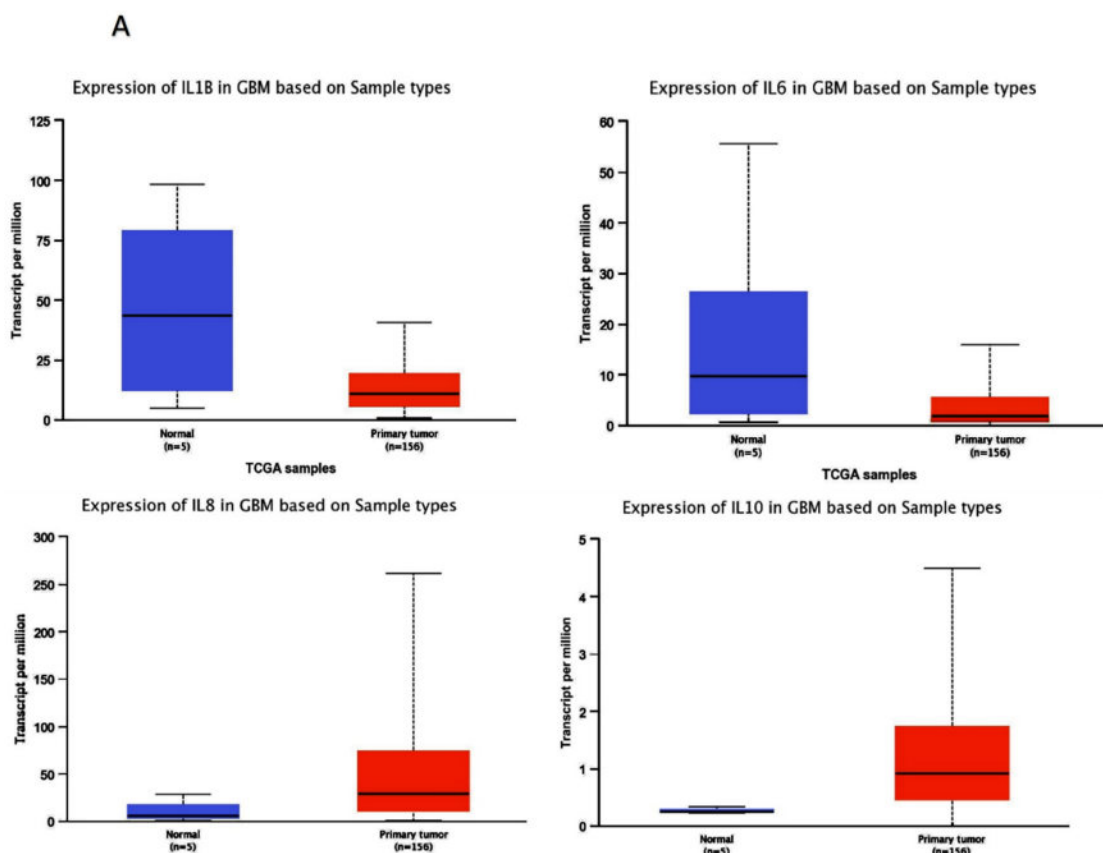 A
Expression of IL1B in GBM based on Sample types
Transcript per million
125
100
75
50
25
0
Normal
(n=5)
Primary tumor
(n=156)
TCGA samples
Expression of IL6 in GBM based on Sample types
Transcript per million
60
50
40
30
20
10
0
Normal
(n=5)
Primary tumor
(n=156)
TCGA samples
Expression of IL8 in GBM based on Sample types
Transcript per million
300
250
200
150
100
50
0
Normal
(n=5)
Primary tumor
(n=156)
Expression of IL10 in GBM based on Sample types
Transcript per million
5
4
3
2
1
0
Normal
(n=5)
Primary tumor
(n=156)